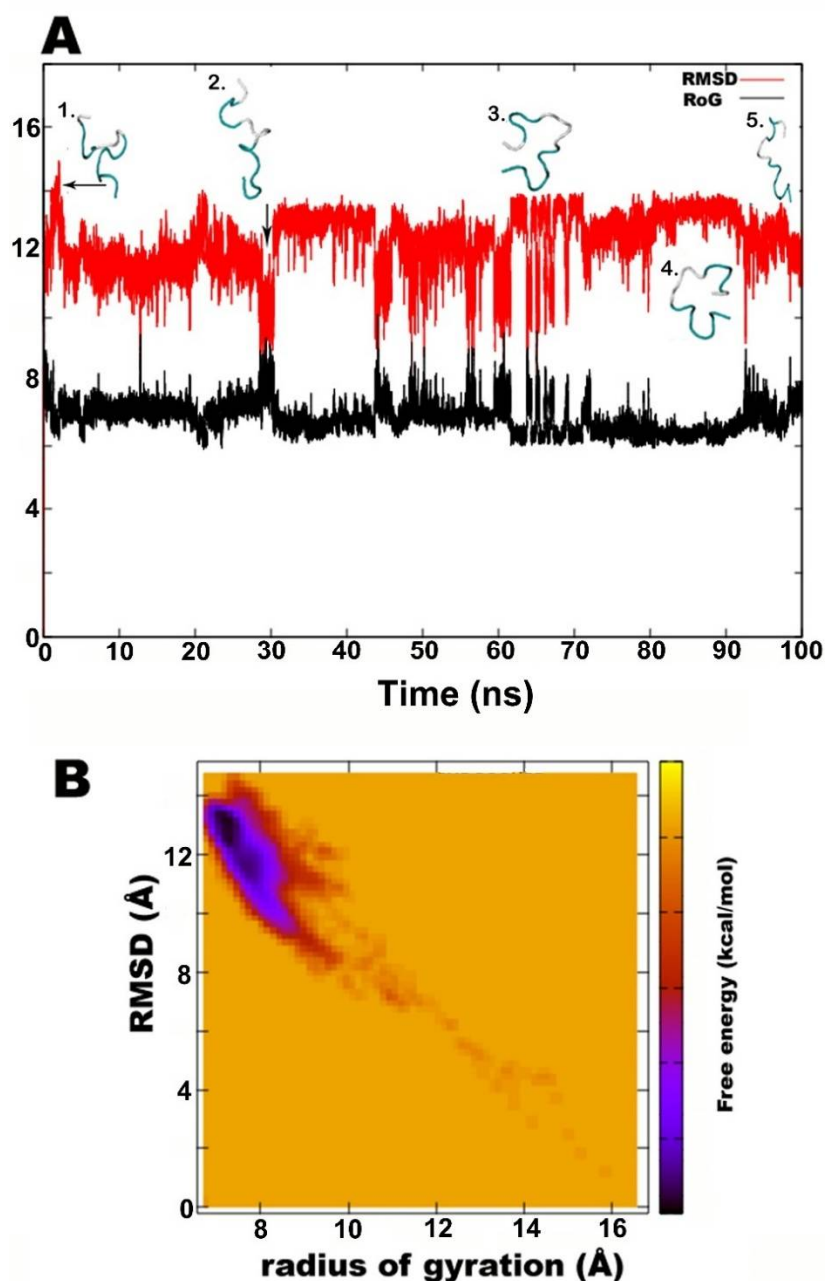 A
RMSD
RoG
1.
2.
3.
4.
5.
16
12
8
4
0
0 10 20 30 40 50 60 70 80 90 100
Time (ns)
B
RMSD (Å)
12
8
4
0
8 10 12 14 16
radius of gyration (Å)
Free energy (kcal/mol)